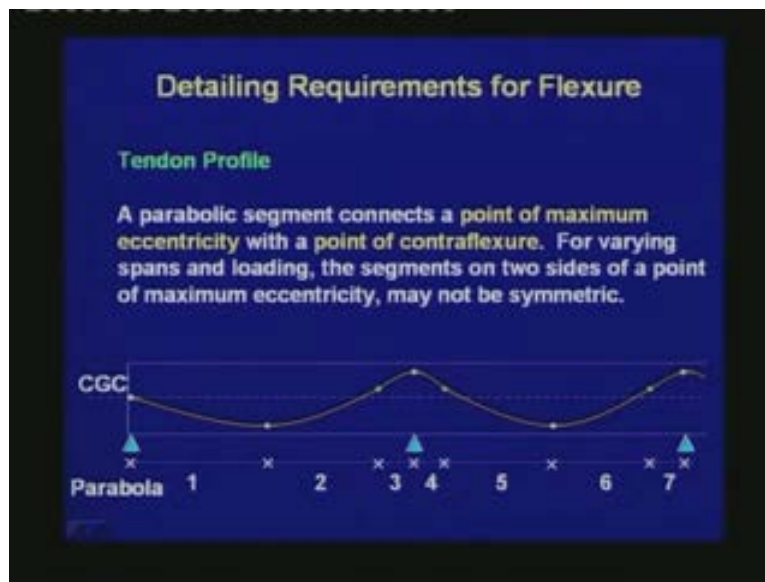 Detailing Requirements for Flexure
Tendon Profile
A parabolic segment connects a point of maximum
eccentricity with a point of contraflexure. For varying
spans and loading, the segments on two sides of a point
of maximum eccentricity, may not be symmetric.
CGC
Parabola 1 2 3 4 5 6 7